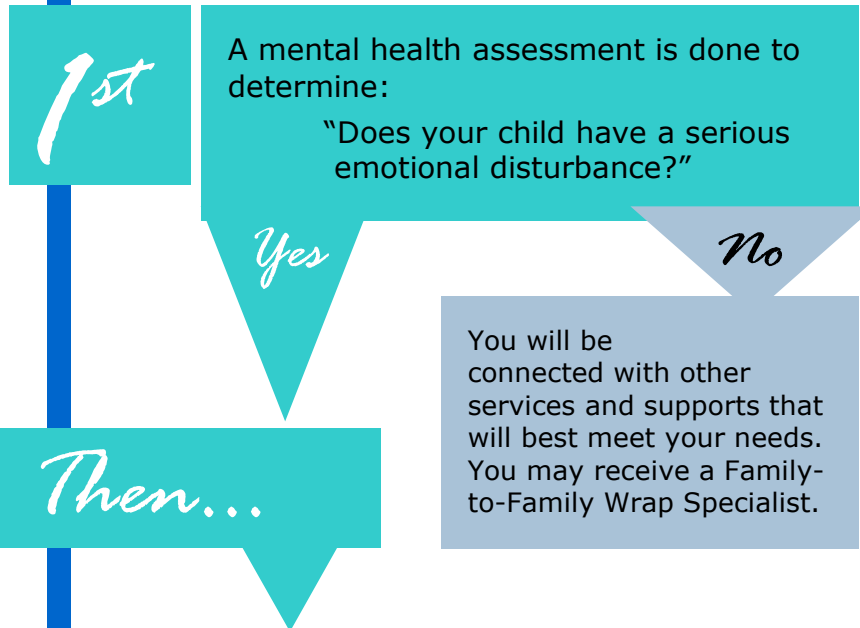 1st
A mental health assessment is done to
determine:
“Does your child have a serious
emotional disturbance?”
Yes
No
You will be
connected with other
services and supports that
will best meet your needs.
You may receive a Family-
to-Family Wrap Specialist.
Then...